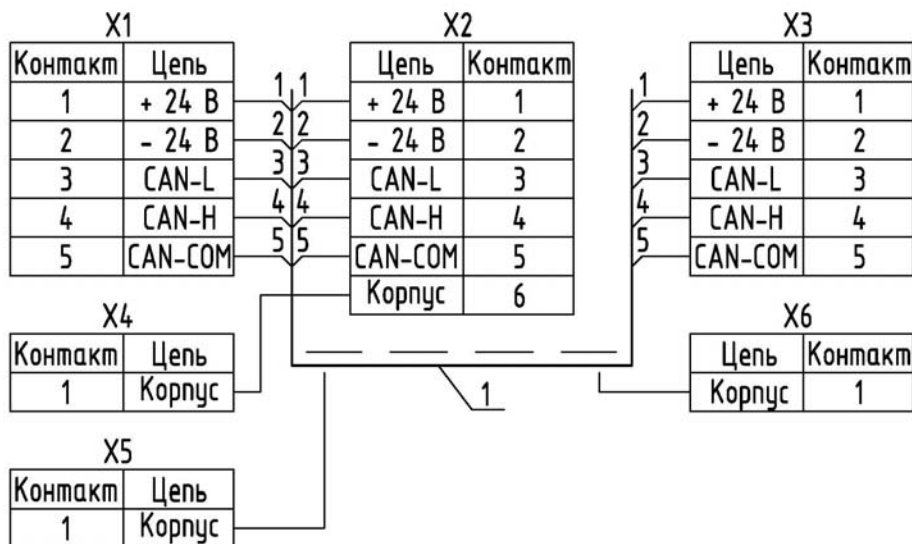 X1
Контакт Цепь
1 + 24 В
2 - 24 В
3 CAN-L
4 CAN-H
5 CAN-COM
1 1
2 2
3 3
4 4
5 5
X2
Цепь Контакт
+ 24 В 1
- 24 В 2
CAN-L 3
CAN-H 4
CAN-COM 5
Корпус 6
1
2
3
4
5
X3
Цепь Контакт
+ 24 В 1
- 24 В 2
CAN-L 3
CAN-H 4
CAN-COM 5
X4
Контакт Цепь
1 Корпус
1
X6
Цепь Контакт
Корпус 1
X5
Контакт Цепь
1 Корпус